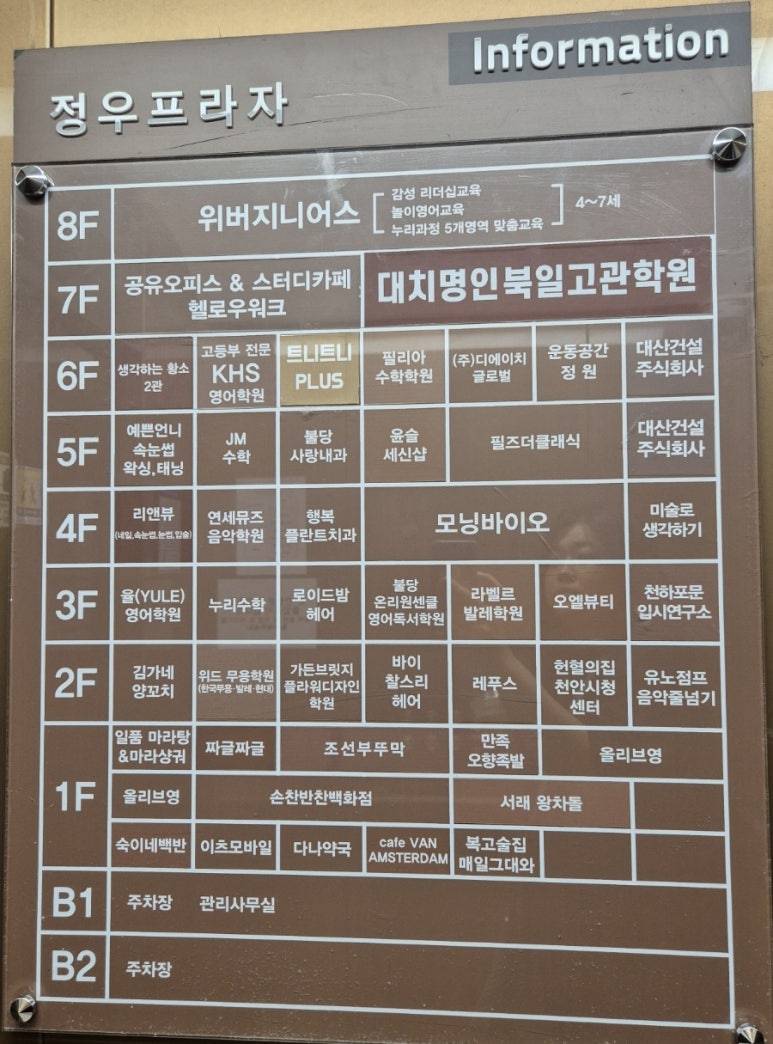 Information
정우프라자
8F
위버지니어스
감성 리더십교육
놀이영어교육
누리과정 5개영역 맞춤교육
4~7세
7F
공유오피스 & 스터디카페
헬로우워크
대치명인북일고관학원
6F
생각하는 황소
2관
고등부 전문
KHS
영어학원
트니트니
PLUS
필리아
수학학원
(주)디에이치
글로벌
운동공간
정 원
대산건설
주식회사
5F
예쁜언니
속눈썹
왁싱,태닝
JM
수학
불당
사랑내과
윤슬
세신샵
필즈더클래식
대산건설
주식회사
4F
리앤뷰
(네일,속눈썹,눈썹,입술)
연세뮤즈
음악학원
행복
플란트치과
모닝바이오
미술로
생각하기
3F
율(YULE)
영어학원
누리수학
로이드밤
헤어
불당
온리원센클
영어독서학원
라벨르
발레학원
오엘뷰티
천하포문
입시연구소
2F
김가네
양꼬치
위드 무용학원
(한국무용·발레·현대)
가든브릿지
플라워디자인
학원
바이
찰스리
헤어
레푸스
헌혈의집
천안시청
센터
유노점프
음악줄넘기
1F
일품 마라탕
&마라샹궈
짜글짜글
조선부뚜막
만족
오향족발
올리브영
올리브영
손찬반찬백화점
서래 왕차돌
숙이네백반
이츠모바일
다나약국
cafe VAN
AMSTERDAM
복고술집
매일그대와
B1
주차장
관리사무실
B2
주차장